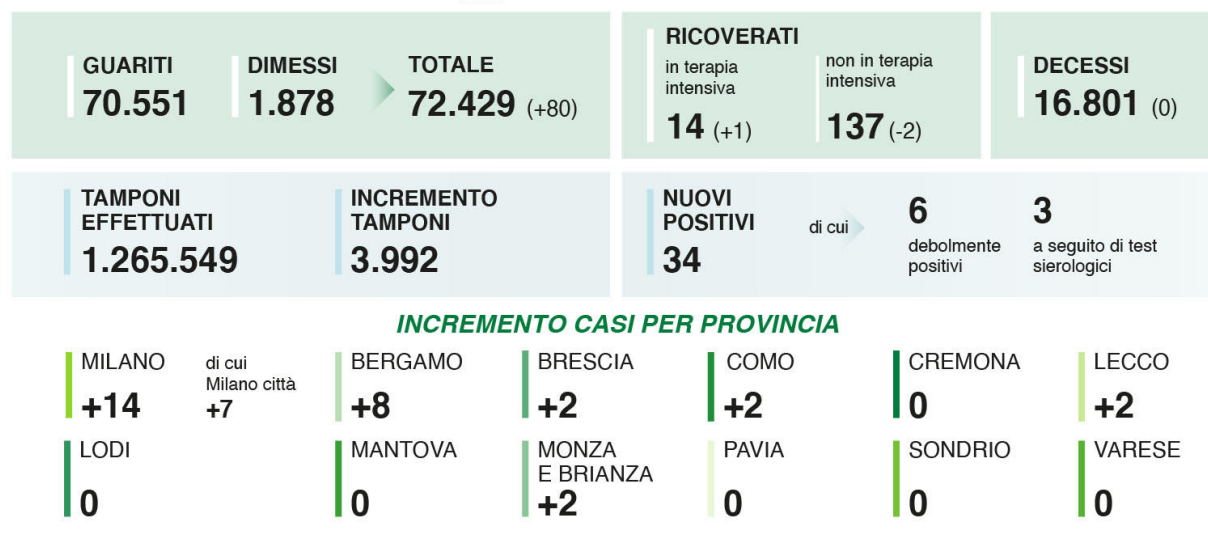 GUARITI
70.551
DIMESSI
1.878
TOTALE
72.429 (+80)
RICOVERATI
in terapia
intensiva
14 (+1)
non in terapia
intensiva
137 (-2)
DECESSI
16.801 (0)
TAMPONI
EFFETTUATI
1.265.549
INCREMENTO
TAMPONI
3.992
NUOVI
POSITIVI
34
di cui
6
debolmente
positivi
3
a seguito di test
sierologici
INCREMENTO CASI PER PROVINCIA
MILANO
+14
di cui
Milano città
+7
BERGAMO
+8
BRESCIA
+2
COMO
+2
CREMONA
0
LECCO
+2
LODI
0
MANTOVA
0
MONZA
E BRIANZA
+2
PAVIA
0
SONDRIO
0
VARESE
0